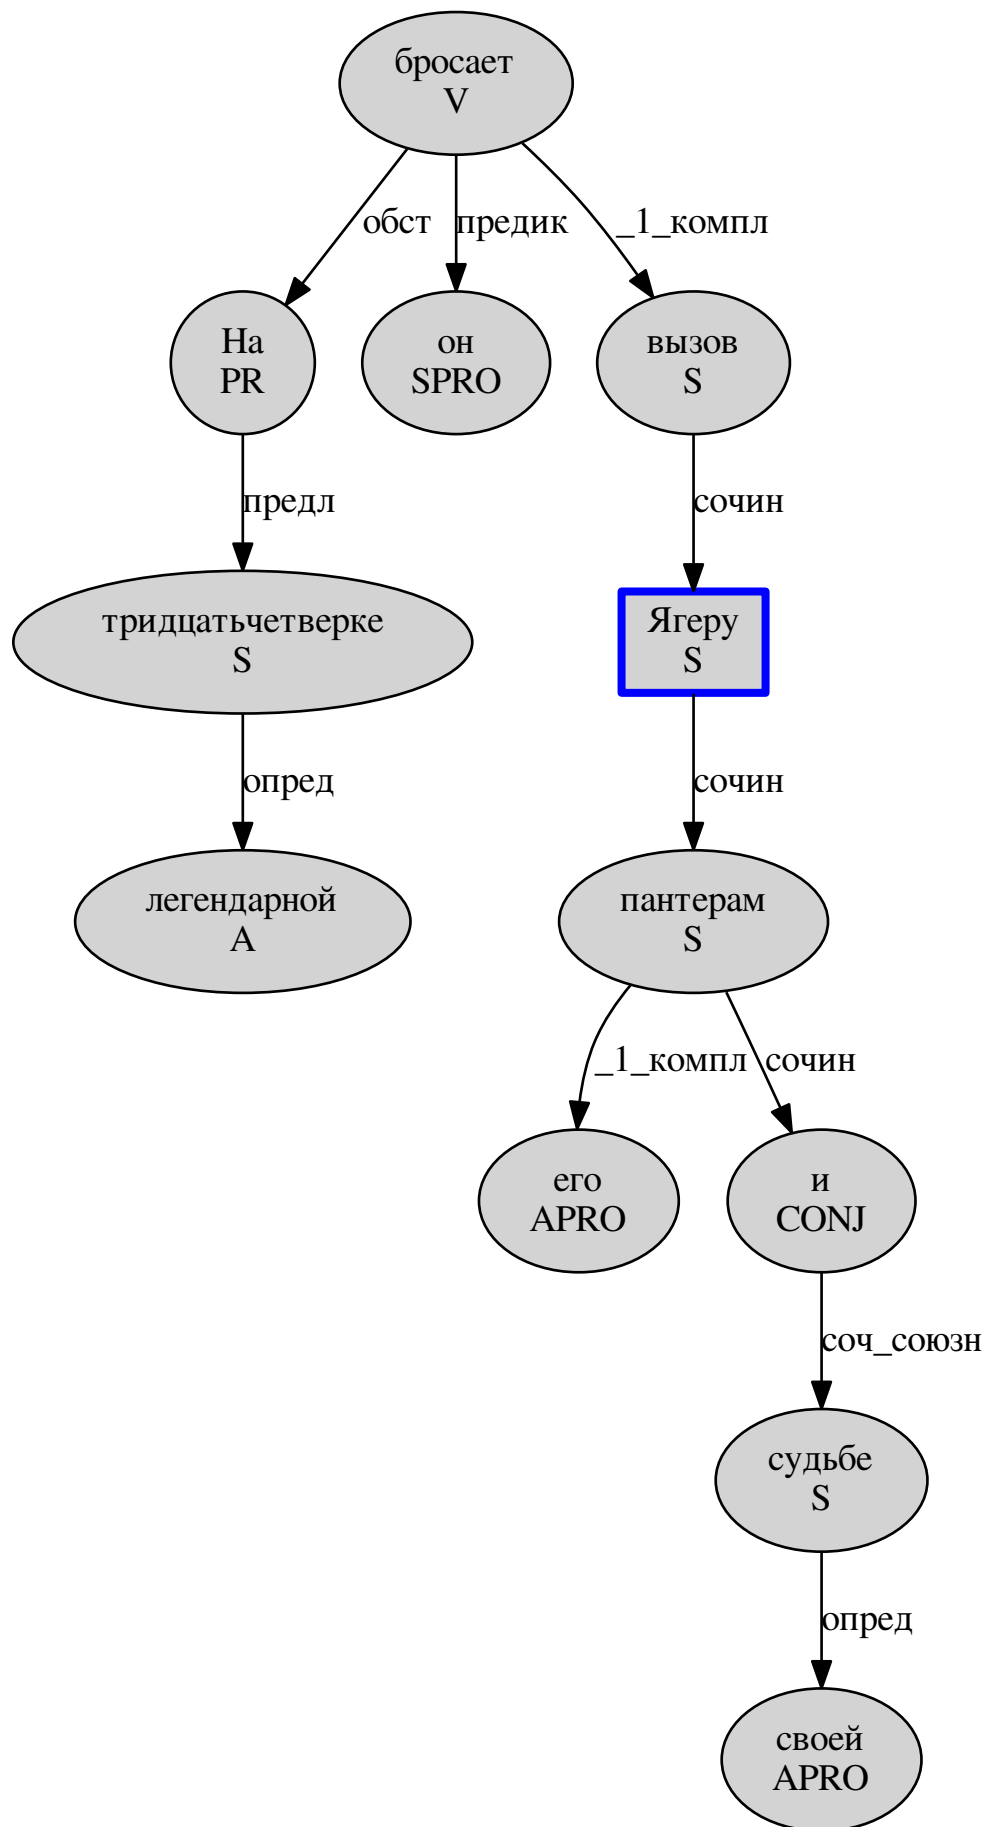 бросает
V
обст
предик
_1_компл
На
PR
он
SPRO
вызов
S
предл
сочин
тридцатьчетверке
S
Ягеру
S
опред
сочин
легендарной
A
пантерам
S
_1_компл
сочин
его
APRO
и
CONJ
соч_союзн
судьбе
S
опред
своей
APRO